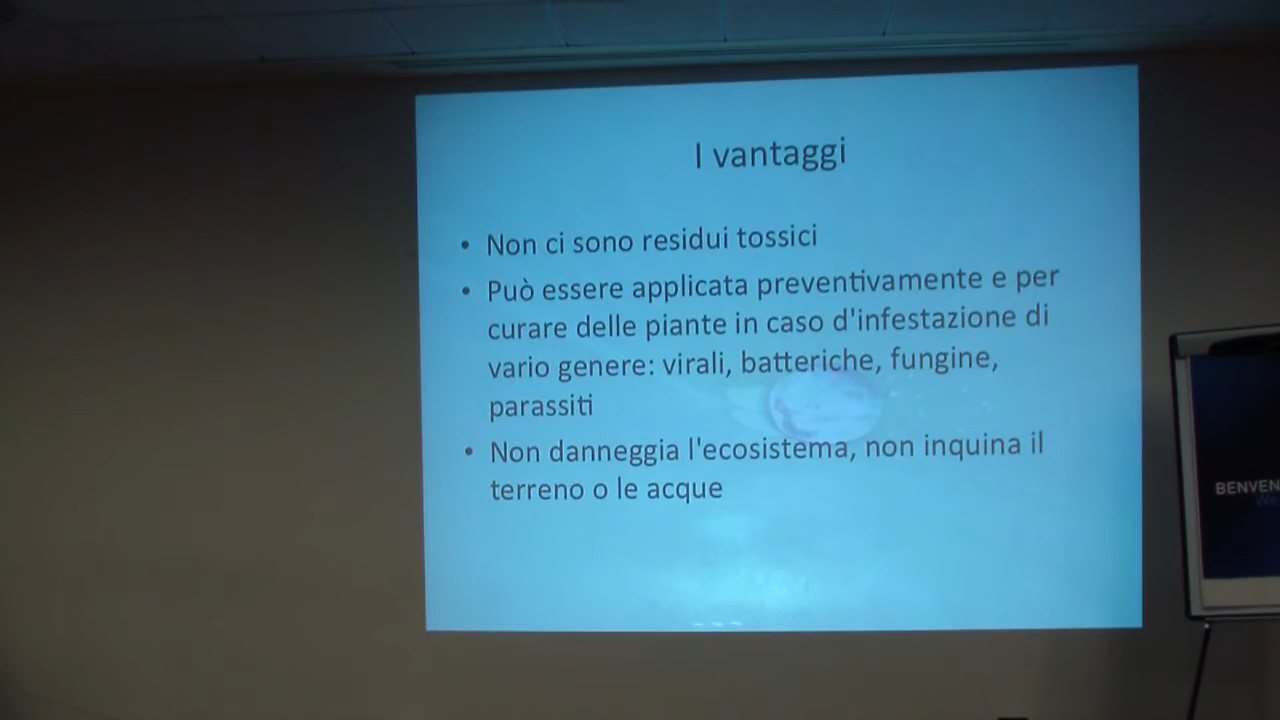 I vantaggi
• Non ci sono residui tossici
• Può essere applicata preventivamente e per
curare delle piante in caso d'infestazione di
vario genere: virali, batteriche, fungine,
parassiti
• Non danneggia l'ecosistema, non inquina il
terreno o le acque
BENVEN